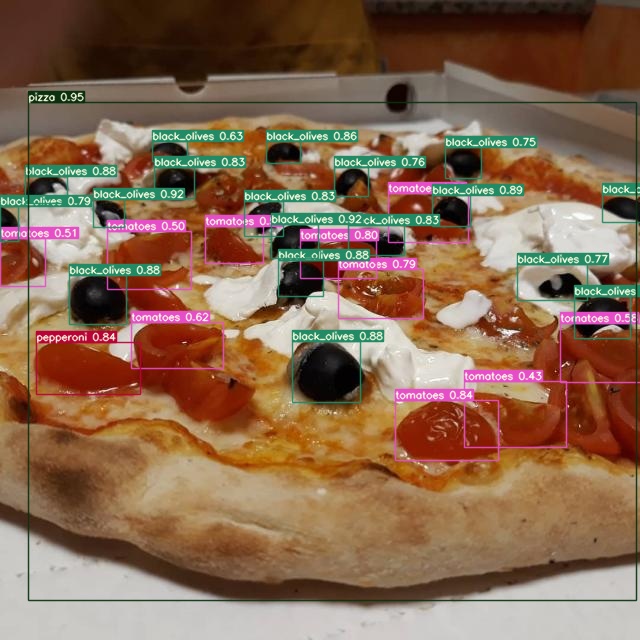 pizza 0.95
black_olives 0.63
black_olives 0.86
black_olives 0.75
black_olives 0.83
black_olives 0.76
black_olives 0.88
black_olives 0.92
black_olives 0.83
tomatoe
black_olives 0.89
black_o
_olives 0.79
tomatoes 0.51
tomatoes 0.50
tomatoes 0.
black_olives 0.92
ck_olives 0.83
tomatoes 0.80
black_olives 0.88
tomatoes 0.79
black_olives 0.77
black_olives 0.88
black_olives
tomatoes 0.62
tomatoes 0.58
pepperoni 0.84
black_olives 0.88
tomatoes 0.43
tomatoes 0.84